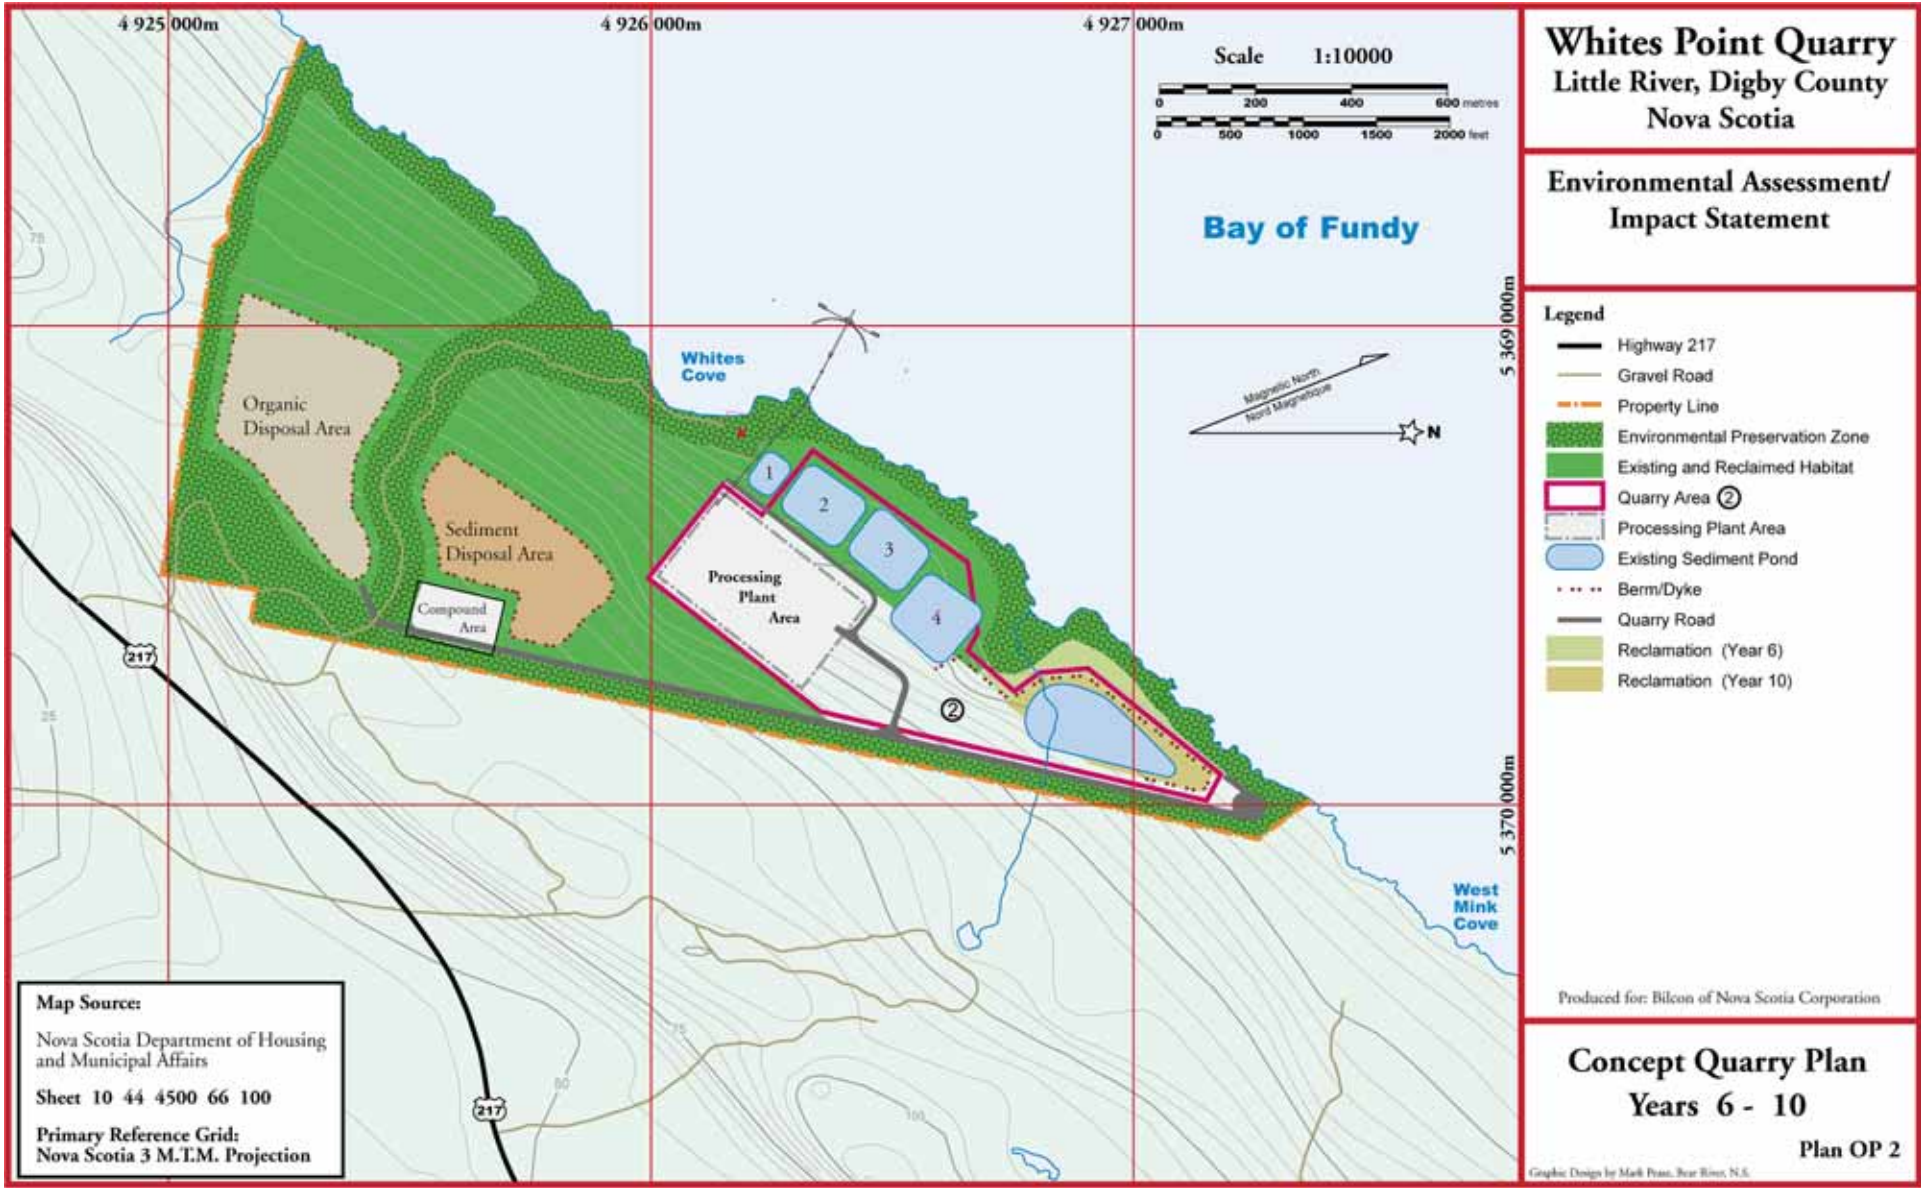 4 925 000m
4 926 000m
4 927 000m
Scale 1:10000
0 200 400 600 metres
0 500 1000 1500 2000 feet
Bay of Fundy
5 369 000m
Whites
Cove
Magnetic North
Nord Magnetique
N
75
Organic
Disposal Area
Sediment
Disposal Area
Compound
Area
Processing
Plant
Area
1
2
3
4
2
217
5 370 000m
West
Mink
Cove
75
80
100
217
Map Source:
Nova Scotia Department of Housing
and Municipal Affairs
Sheet 10 44 4500 66 100
Primary Reference Grid:
Nova Scotia 3 M.T.M. Projection
Whites Point Quarry
Little River, Digby County
Nova Scotia
Environmental Assessment/
Impact Statement
Legend
Highway 217
Gravel Road
Property Line
Environmental Preservation Zone
Existing and Reclaimed Habitat
Quarry Area 2
Processing Plant Area
Existing Sediment Pond
Berm/Dyke
Quarry Road
Reclamation (Year 6)
Reclamation (Year 10)
Produced for: Bilcon of Nova Scotia Corporation
Concept Quarry Plan
Years 6 - 10
Plan OP 2
Graphic Design by Mark Pease, Bear River, N.S.